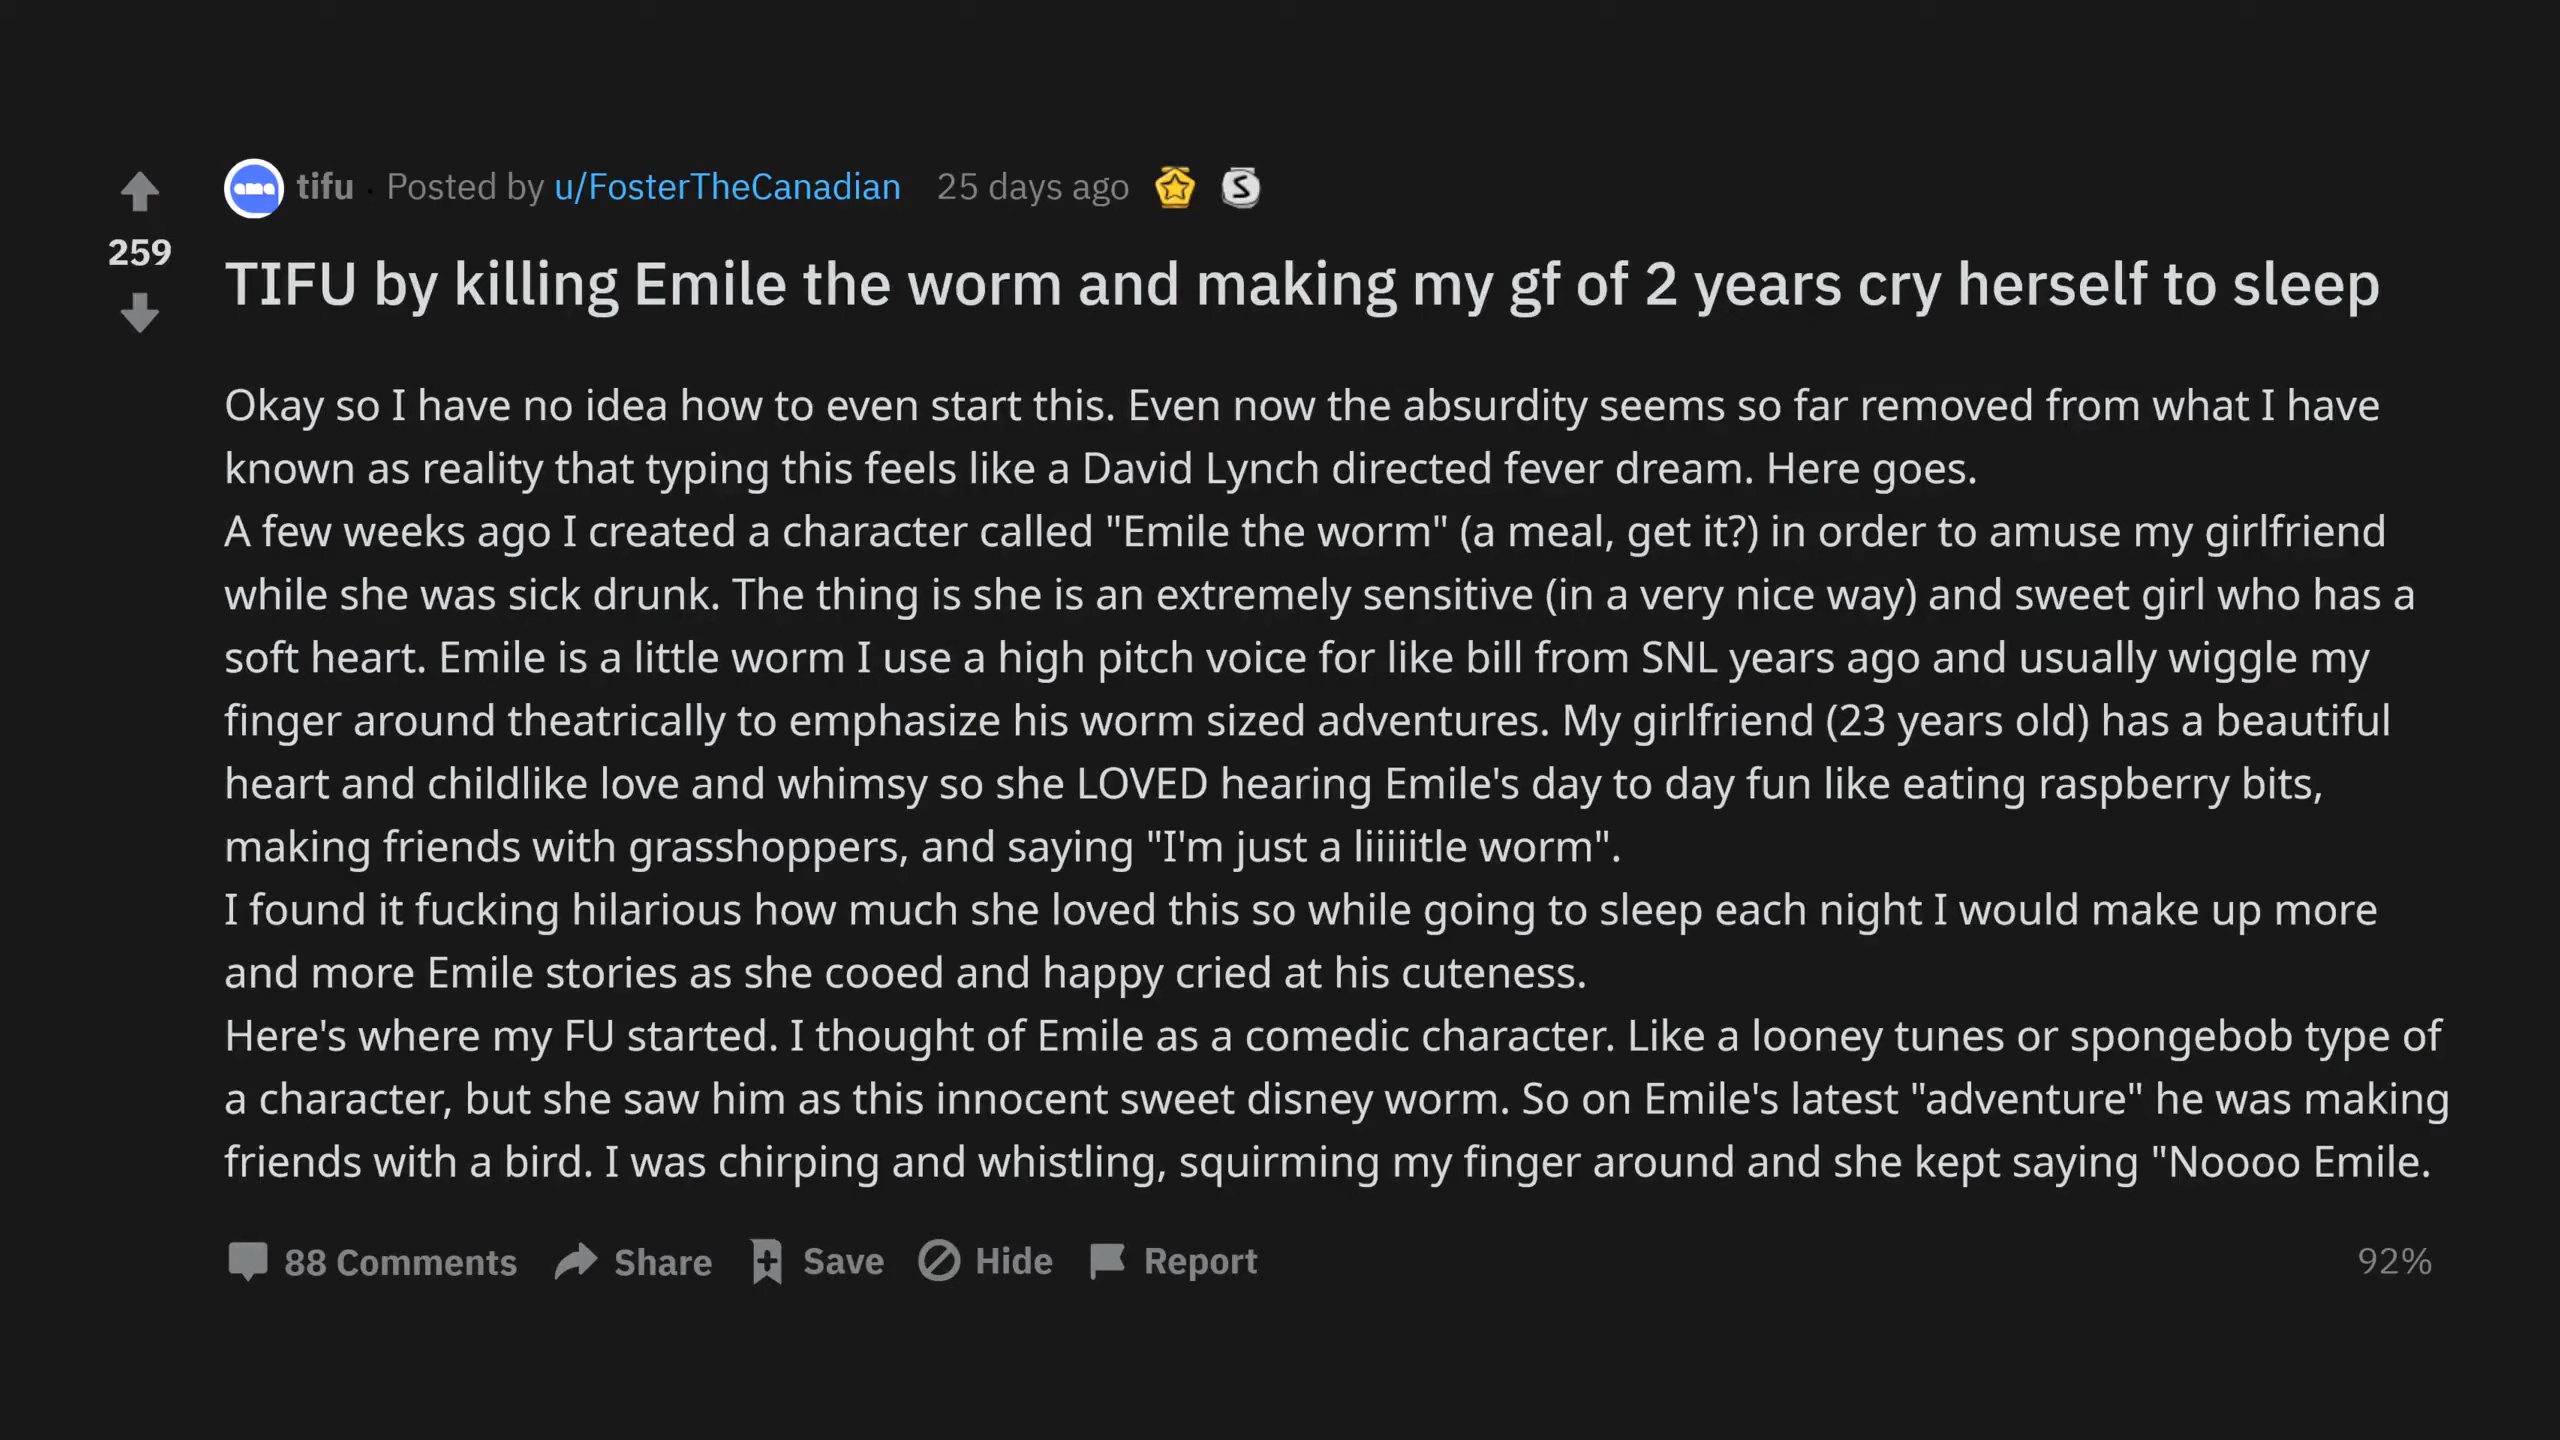 ama tifu · Posted by u/FosterTheCanadian 25 days ago S
259
TIFU by killing Emile the worm and making my gf of 2 years cry herself to sleep
Okay so I have no idea how to even start this. Even now the absurdity seems so far removed from what I have
known as reality that typing this feels like a David Lynch directed fever dream. Here goes.
A few weeks ago I created a character called "Emile the worm" (a meal, get it?) in order to amuse my girlfriend
while she was sick drunk. The thing is she is an extremely sensitive (in a very nice way) and sweet girl who has a
soft heart. Emile is a little worm I use a high pitch voice for like bill from SNL years ago and usually wiggle my
finger around theatrically to emphasize his worm sized adventures. My girlfriend (23 years old) has a beautiful
heart and childlike love and whimsy so she LOVED hearing Emile's day to day fun like eating raspberry bits,
making friends with grasshoppers, and saying "I'm just a liiiiitle worm".
I found it fucking hilarious how much she loved this so while going to sleep each night I would make up more
and more Emile stories as she cooed and happy cried at his cuteness.
Here's where my FU started. I thought of Emile as a comedic character. Like a looney tunes or spongebob type of
a character, but she saw him as this innocent sweet disney worm. So on Emile's latest "adventure" he was making
friends with a bird. I was chirping and whistling, squirming my finger around and she kept saying "Noooo Emile.
88 Comments Share Save Hide Report 92%